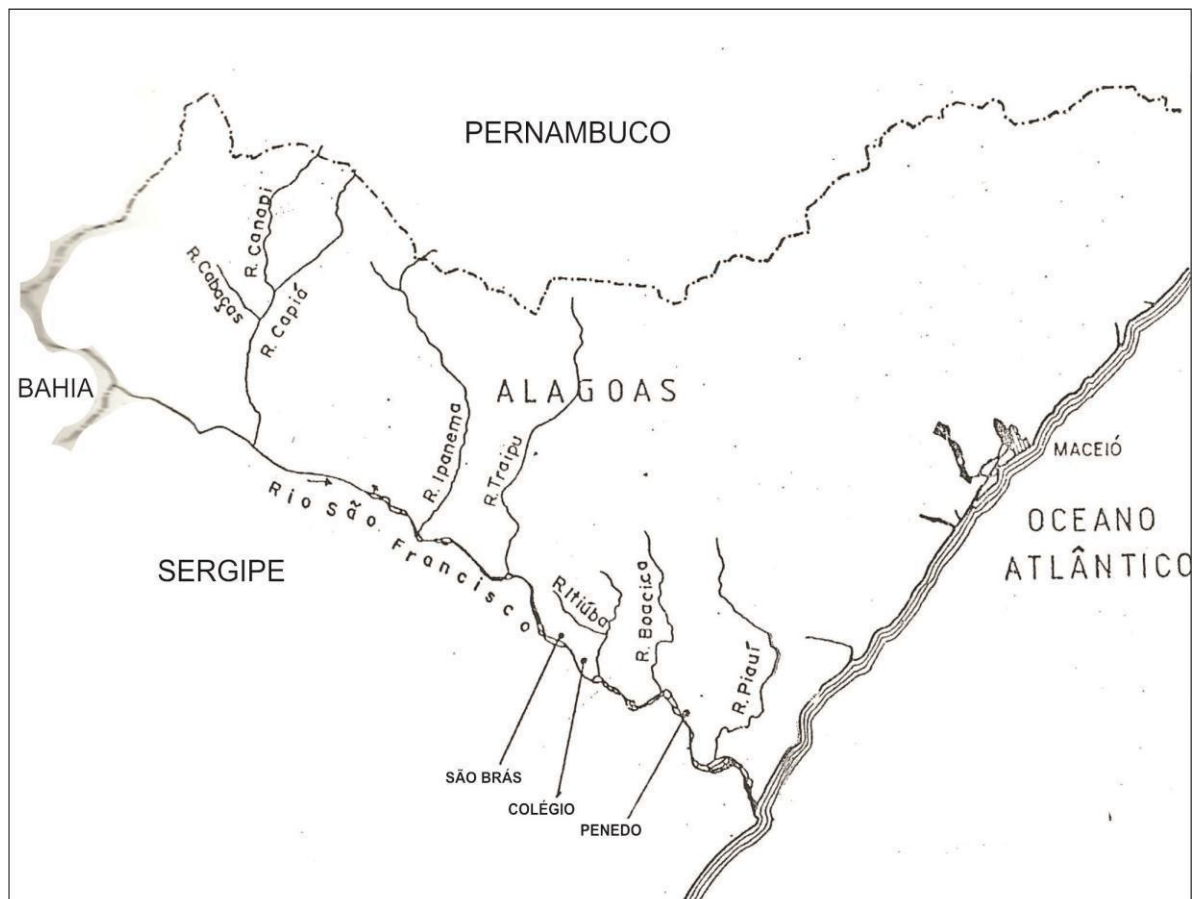 PERNAMBUCO
R. Canapi
R. Cabaças
R. Capiá
BAHIA
ALAGOAS
R. Ipanema
R. Traipu
MACEIÓ
Rio São Francisco
OCEANO
ATLÂNTICO
SERGIPE
R. Itiúba
R. Boacica
R. Piauí
SÃO BRÁS
COLÉGIO
PENEDO